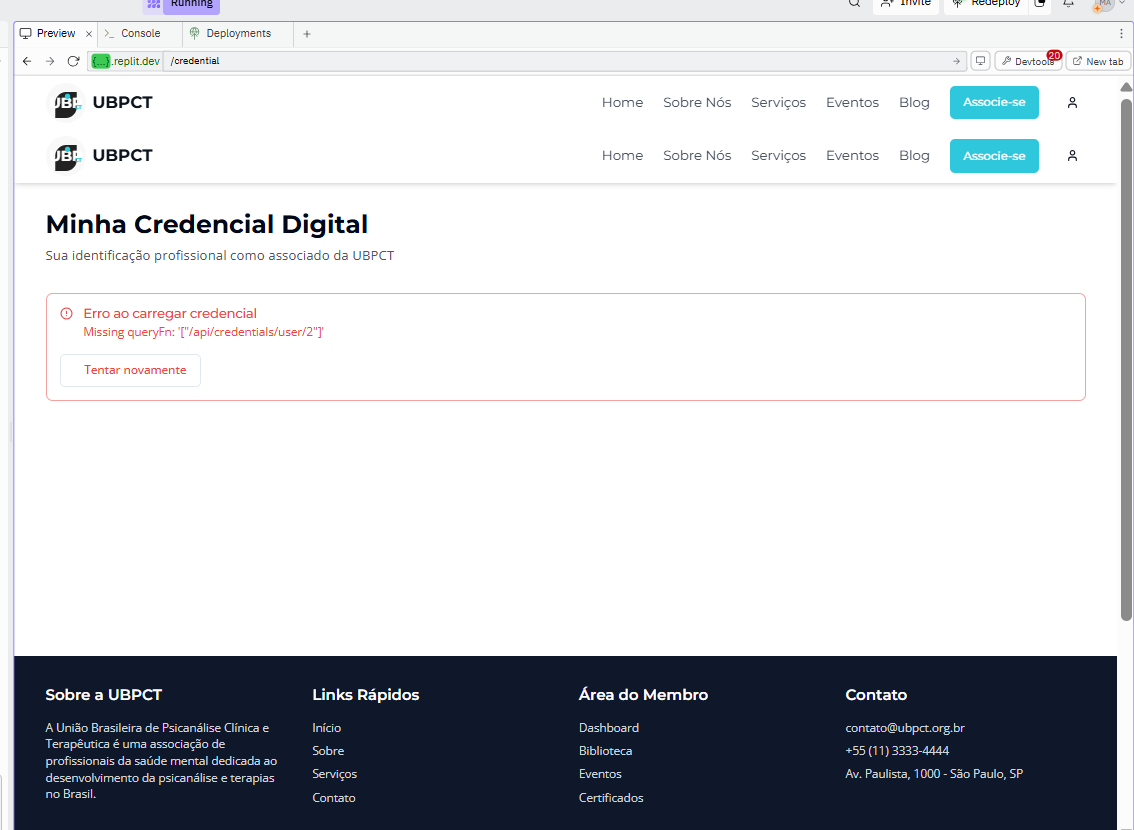 Running
Invite
Redeploy
MA
Preview
Console
Deployments
{...}.replit.dev
/credential
Devtools
20
New tab
UBPCT
Home
Sobre Nós
Serviços
Eventos
Blog
Associe-se
UBPCT
Home
Sobre Nós
Serviços
Eventos
Blog
Associe-se
Minha Credencial Digital
Sua identificação profissional como associado da UBPCT
Erro ao carregar credencial
Missing queryFn: '["/api/credentials/user/2"]'
Tentar novamente
Sobre a UBPCT
A União Brasileira de Psicanálise Clínica e
Terapêutica é uma associação de
profissionais da saúde mental dedicada ao
desenvolvimento da psicanálise e terapias
no Brasil.
Links Rápidos
Início
Sobre
Serviços
Contato
Área do Membro
Dashboard
Biblioteca
Eventos
Certificados
Contato
contato@ubpct.org.br
+55 (11) 3333-4444
Av. Paulista, 1000 - São Paulo, SP